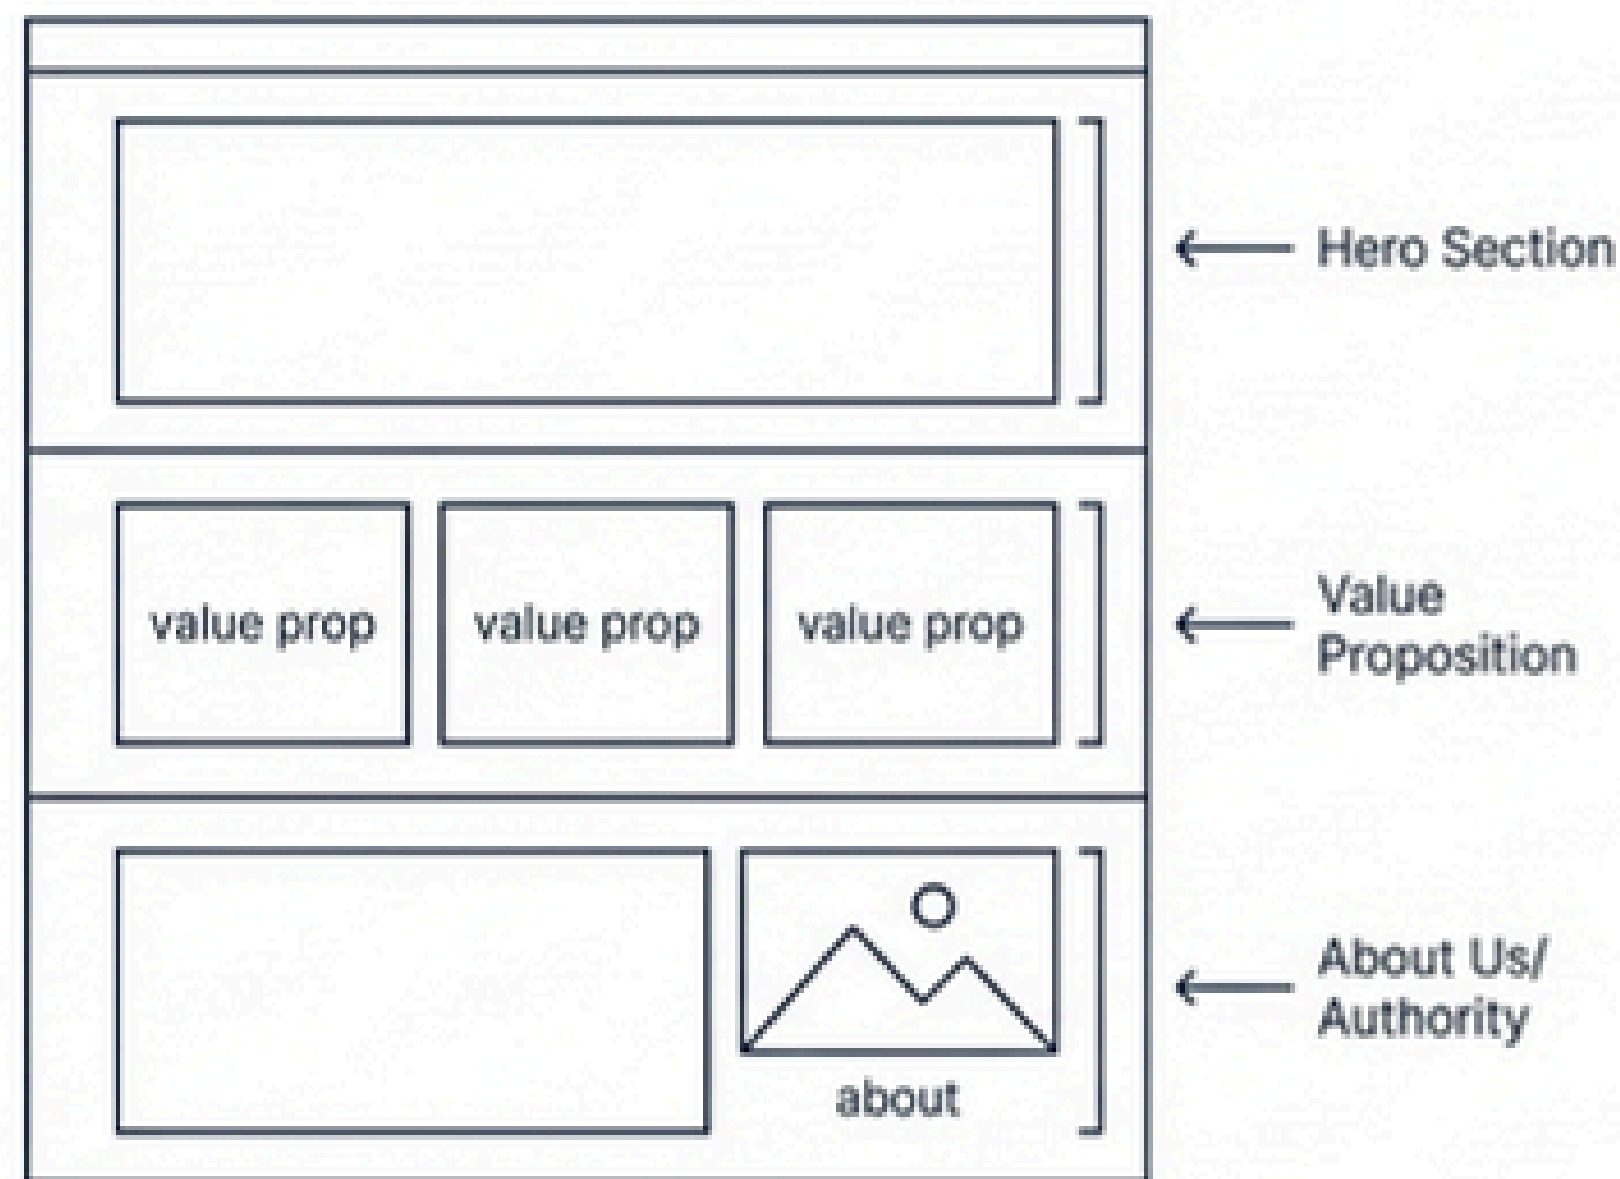 Hero Section
value prop value prop value prop
Value
Proposition
About Us/
Authority
about